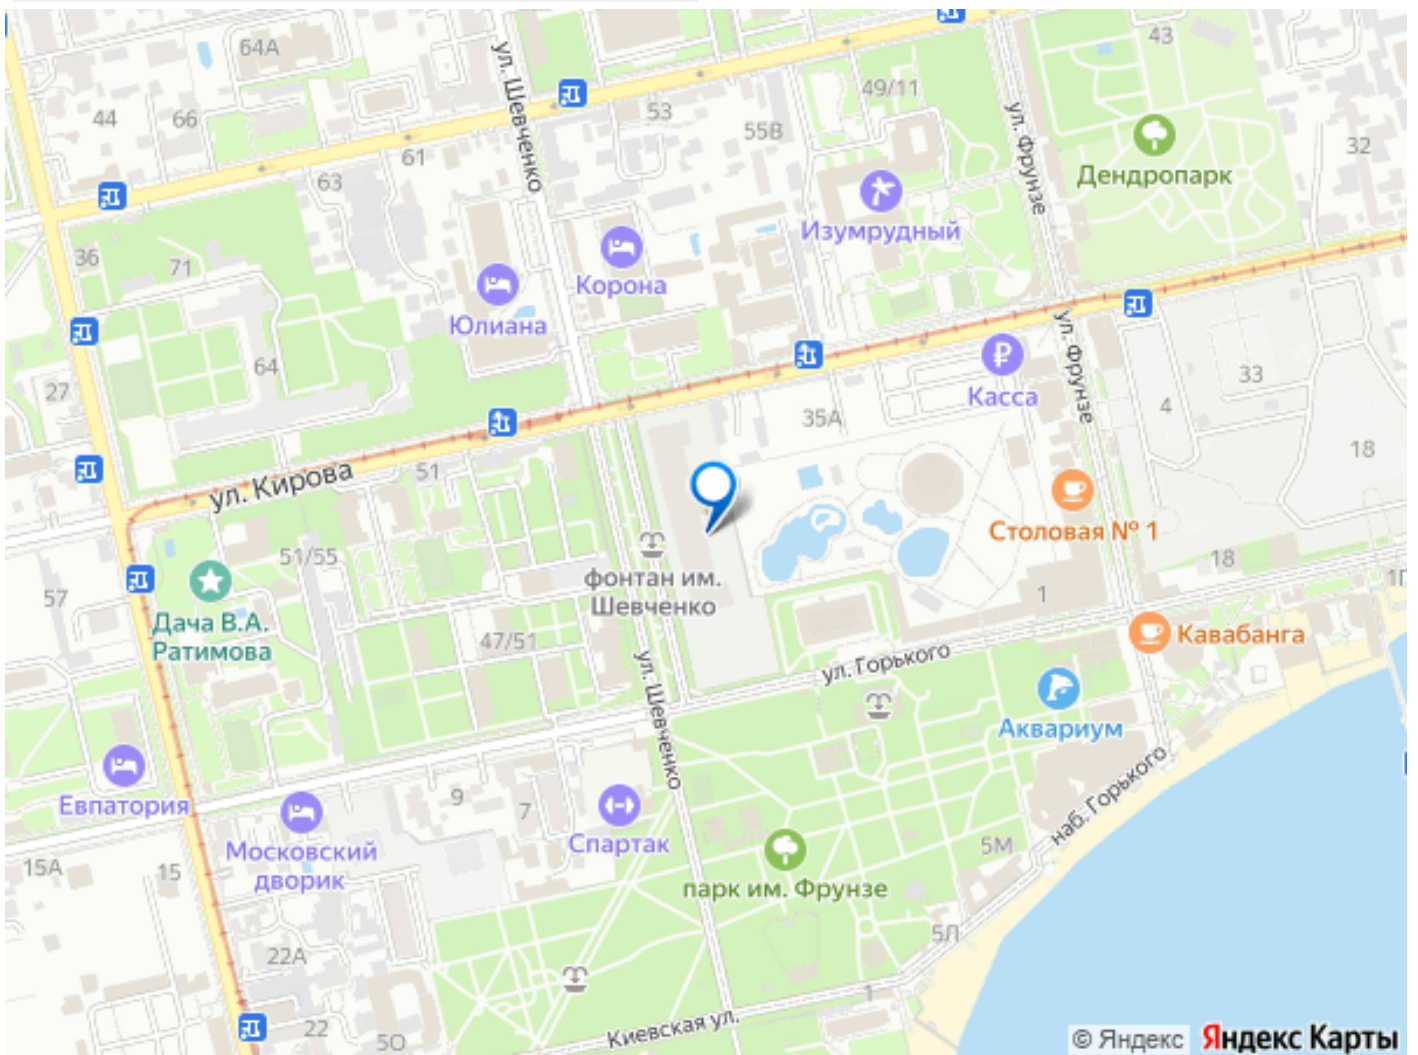 64А
43
ул. Шевченко
44
66
53
55В
49/11
ул. Фрунзе
32
61
63
Дендропарк
Изумрудный
36
71
Корона
Юлиана
64
27
ул. Фрунзе
33
Касса
4
35А
18
51
ул. Кирова
Столовая № 1
51/55
фонтан им.
Шевченко
18
1
57
Дача В.А.
Ратимова
47/51
Кавабанга
ул. Горького
ул. Шевченко
Аквариум
наб. Горького
Евпатория
9
7
Спартак
Московский
дворик
15А
15
5М
парк им. Фрунзе
22А
5Л
1
22
50
Киевская ул.
© Яндекс Яндекс Карты